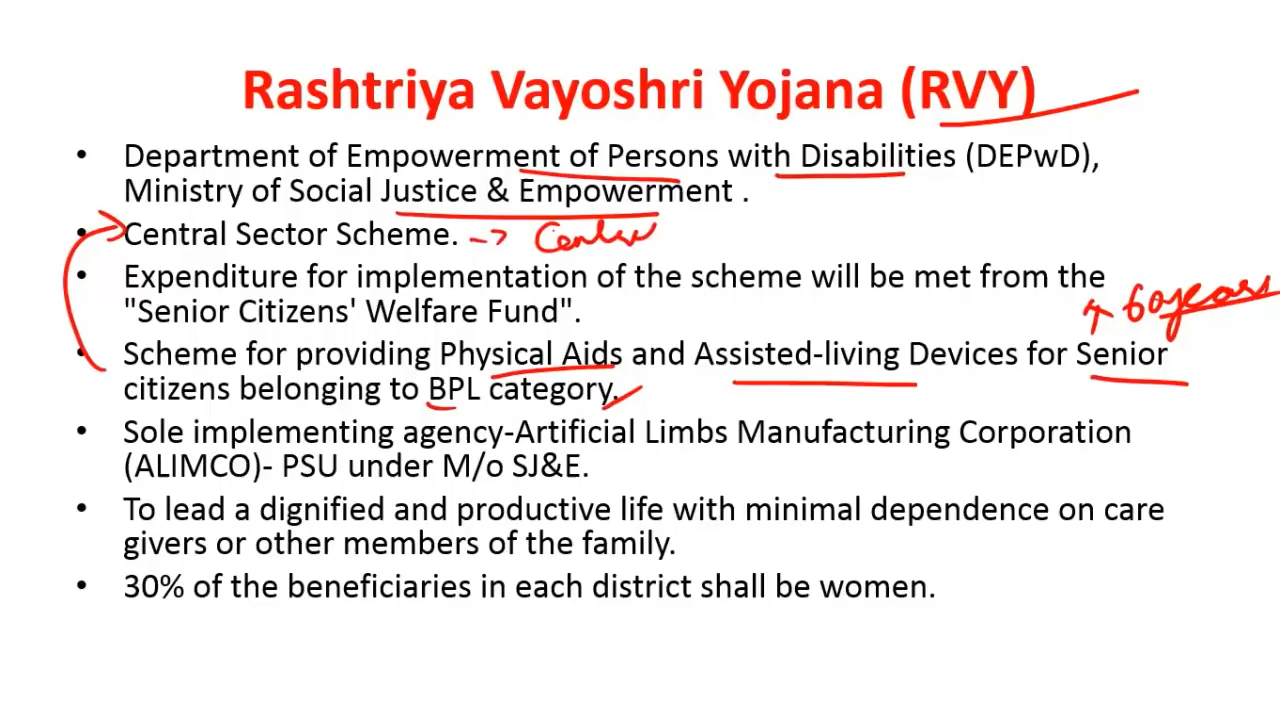 Rashtriya Vayoshri Yojana (RVY)
• Department of Empowerment of Persons with Disabilities (DEPwD),
Ministry of Social Justice & Empowerment .
• Central Sector Scheme. -> Centre
• Expenditure for implementation of the scheme will be met from the
"Senior Citizens' Welfare Fund".
↑ 60 years
• Scheme for providing Physical Aids and Assisted-living Devices for Senior
citizens belonging to BPL category.
• Sole implementing agency-Artificial Limbs Manufacturing Corporation
(ALIMCO)- PSU under M/o SJ&E.
• To lead a dignified and productive life with minimal dependence on care
givers or other members of the family.
• 30% of the beneficiaries in each district shall be women.